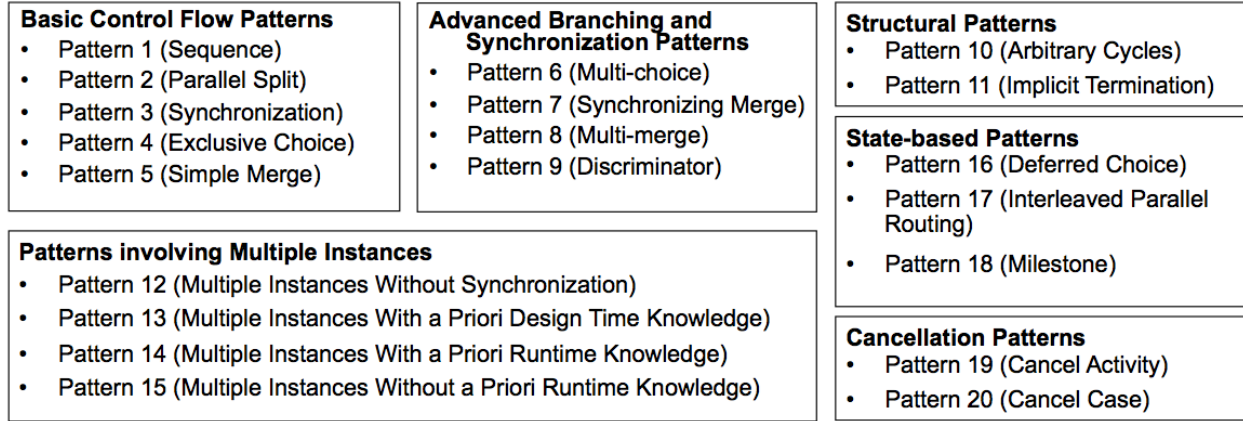 Basic Control Flow Patterns
• Pattern 1 (Sequence)
• Pattern 2 (Parallel Split)
• Pattern 3 (Synchronization)
• Pattern 4 (Exclusive Choice)
• Pattern 5 (Simple Merge)
Advanced Branching and
Synchronization Patterns
• Pattern 6 (Multi-choice)
• Pattern 7 (Synchronizing Merge)
• Pattern 8 (Multi-merge)
• Pattern 9 (Discriminator)
Structural Patterns
• Pattern 10 (Arbitrary Cycles)
• Pattern 11 (Implicit Termination)
State-based Patterns
• Pattern 16 (Deferred Choice)
• Pattern 17 (Interleaved Parallel
Routing)
• Pattern 18 (Milestone)
Patterns involving Multiple Instances
• Pattern 12 (Multiple Instances Without Synchronization)
• Pattern 13 (Multiple Instances With a Priori Design Time Knowledge)
• Pattern 14 (Multiple Instances With a Priori Runtime Knowledge)
• Pattern 15 (Multiple Instances Without a Priori Runtime Knowledge)
Cancellation Patterns
• Pattern 19 (Cancel Activity)
• Pattern 20 (Cancel Case)